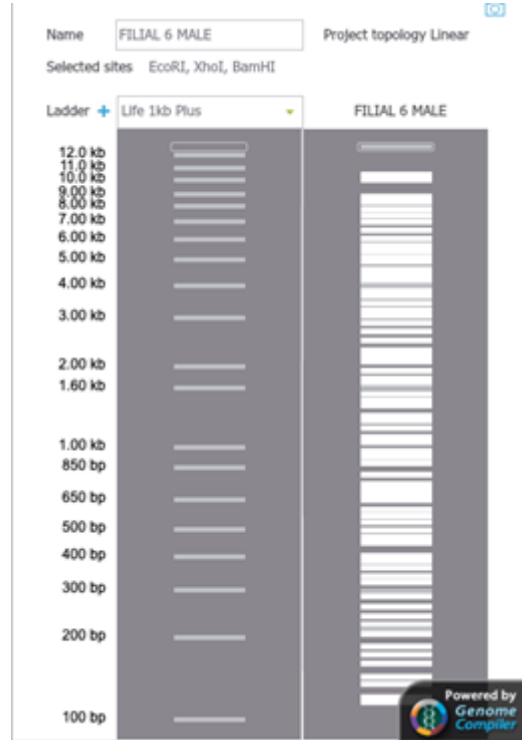 Name FILIAL 6 MALE Project topology Linear
Selected sites EcoRI, XhoI, BamHI
Ladder + Life 1kb Plus FILIAL 6 MALE
12.0 kb
11.0 kb
10.0 kb
9.00 kb
8.00 kb
7.00 kb
6.00 kb
5.00 kb
4.00 kb
3.00 kb
2.00 kb
1.60 kb
1.00 kb
850 bp
650 bp
500 bp
400 bp
300 bp
200 bp
100 bp
Powered by
Genome
Compiler